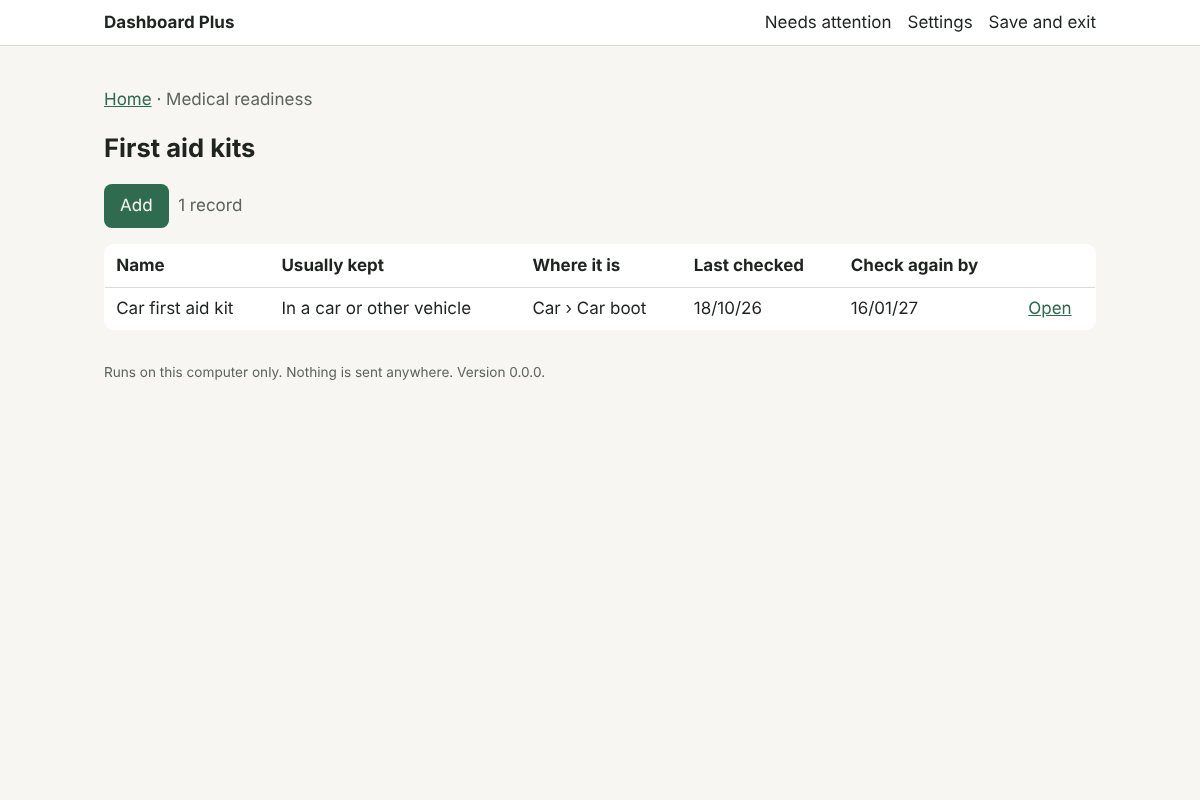 Dashboard Plus Needs attention Settings Save and exit
Home · Medical readiness
First aid kits
Add 1 record
Name Usually kept Where it is Last checked Check again by
Car first aid kit In a car or other vehicle Car › Car boot 18/10/26 16/01/27 Open
Runs on this computer only. Nothing is sent anywhere. Version 0.0.0.